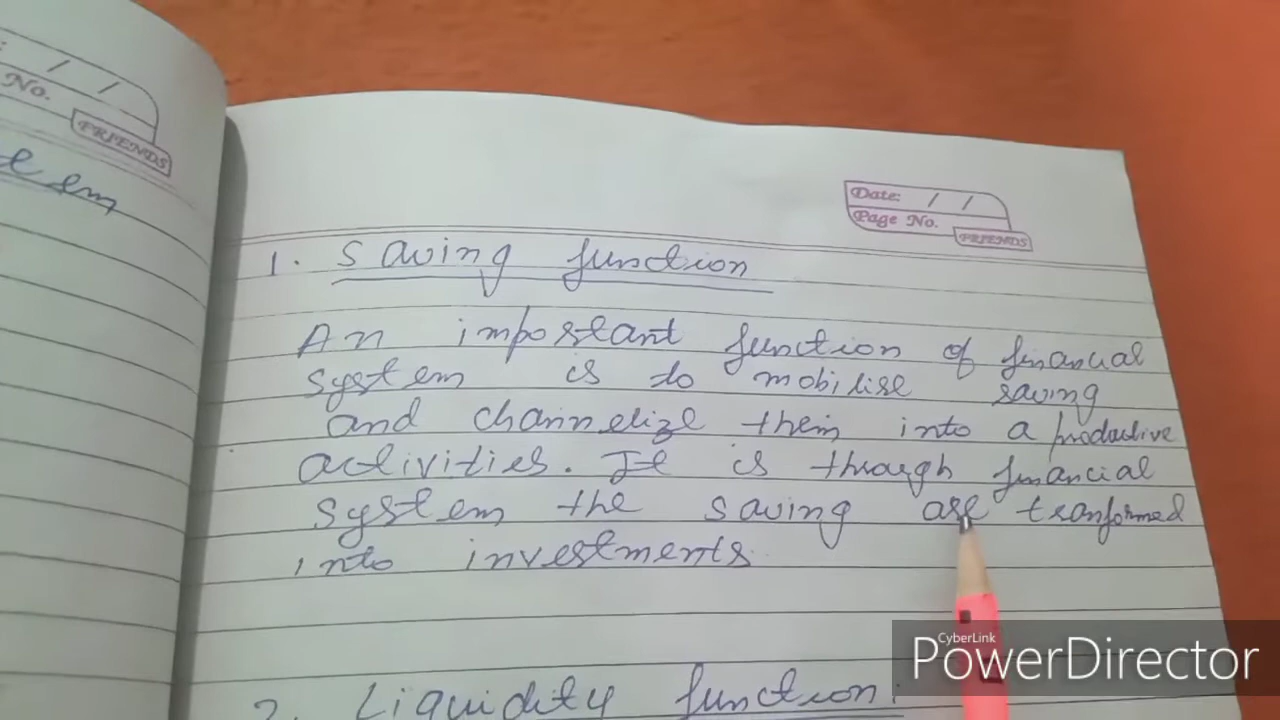 No.
FRIENDS
Date: / /
Page No.
FRIENDS
1. Saving function
An important function of financial
system is to mobilise saving
and channelize them into a productive
activities. It is through financial
system the saving are tranformed
into investments
2. Liquidity function:
CyberLink
PowerDirector